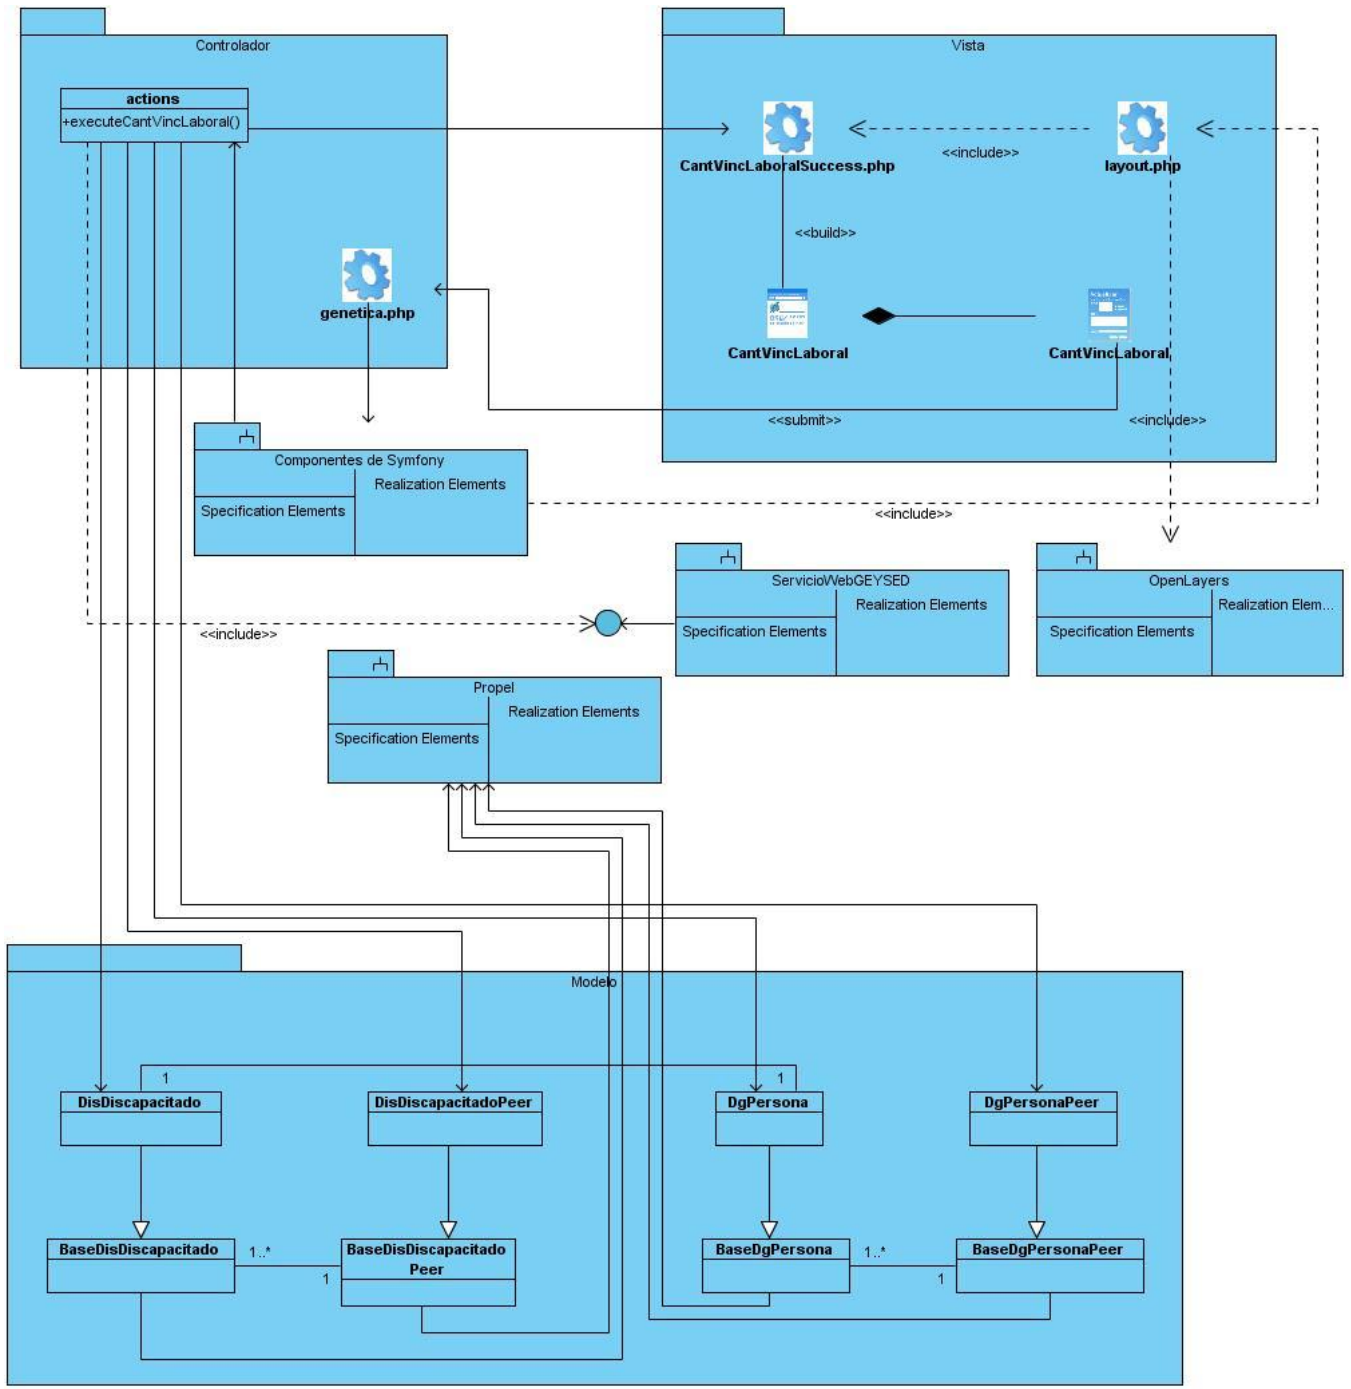 Controlador
Vista
actions
+executeCantVincLaboral()
CantVincLaboralSuccess.php
<<include>>
layout.php
<<build>>
genetica.php
CantVincLaboral
CantVincLaboral
<<submit>>
<<include>>
Componentes de Symfony
Realization Elements
Specification Elements
<<include>>
ServicioWebGEYSED
Realization Elements
Specification Elements
OpenLayers
Realization Elem...
Specification Elements
<<include>>
Propel
Realization Elements
Specification Elements
Modelo
1
1
DisDiscapacitado
DisDiscapacitadoPeer
DgPersona
DgPersonaPeer
BaseDisDiscapacitado
1..*
1
BaseDisDiscapacitado
Peer
BaseDgPersona
1..*
1
BaseDgPersonaPeer